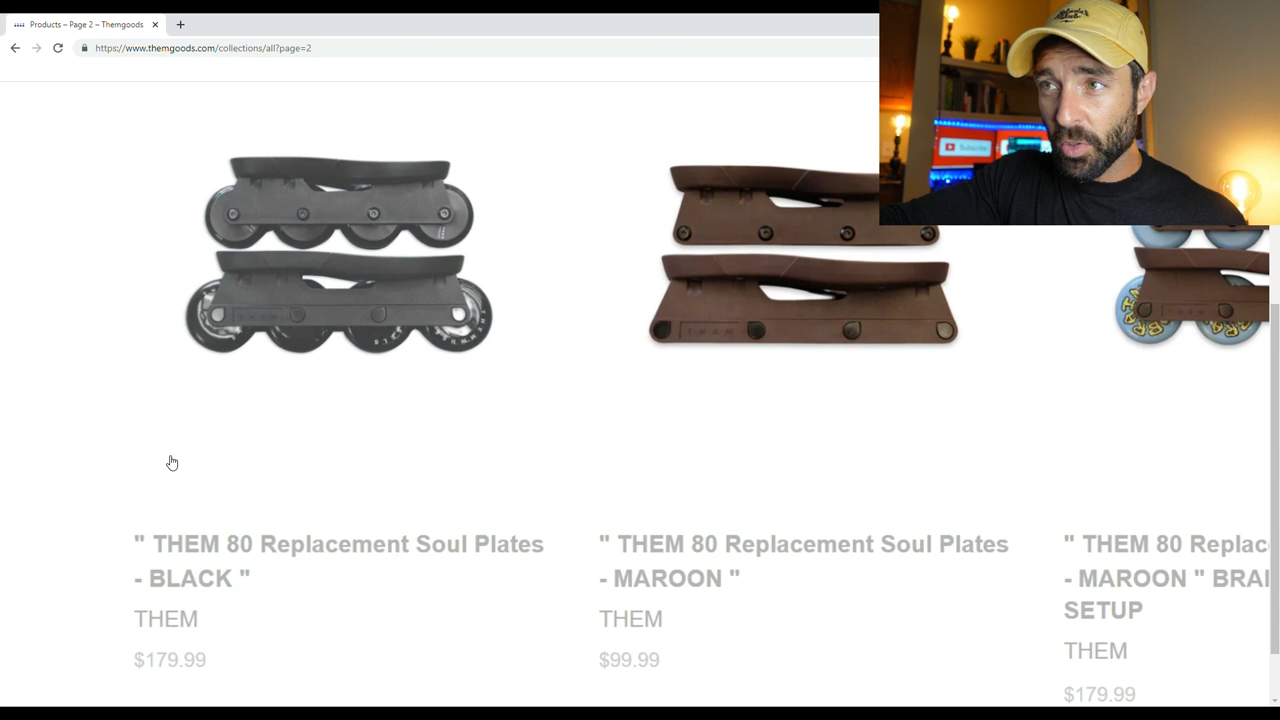 Products – Page 2 – Themgoods
https://www.themgoods.com/collections/all?page=2
Subscribe
" THEM 80 Replacement Soul Plates
- BLACK "
THEM
$179.99
" THEM 80 Replacement Soul Plates
- MAROON "
THEM
$99.99
" THEM 80 Replac
- MAROON " BRAI
SETUP
THEM
$179.99